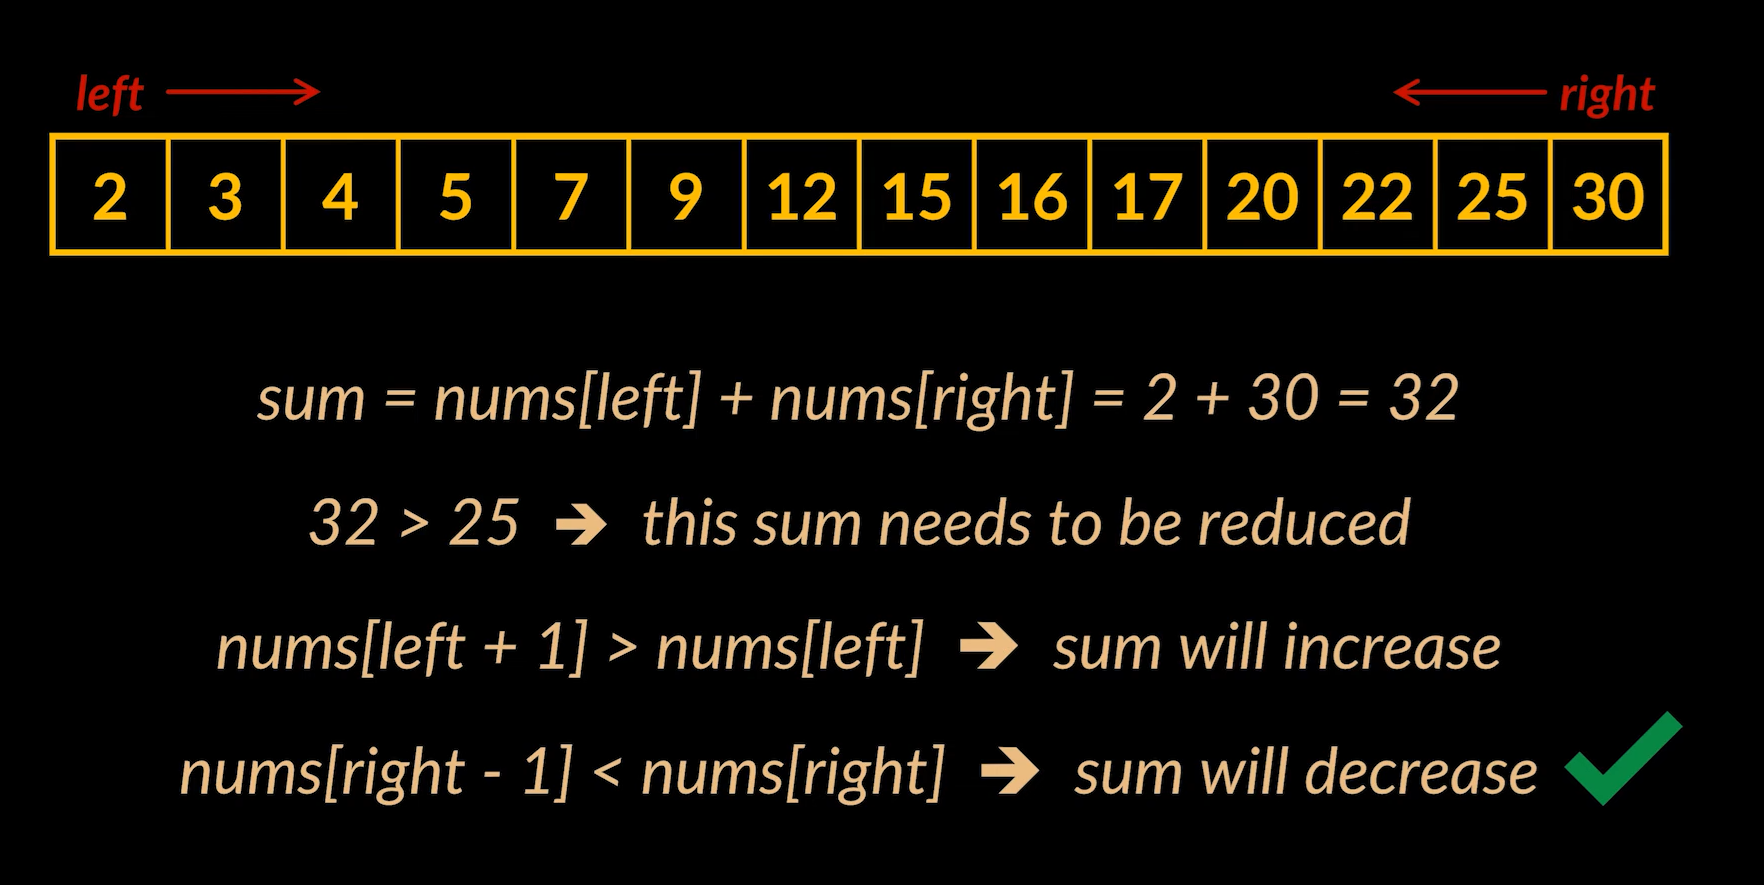 left → ← right
2 3 4 5 7 9 12 15 16 17 20 22 25 30
sum = nums[left] + nums[right] = 2 + 30 = 32
32 > 25 ➔ this sum needs to be reduced
nums[left + 1] > nums[left] ➔ sum will increase
nums[right - 1] < nums[right] ➔ sum will decrease ✔